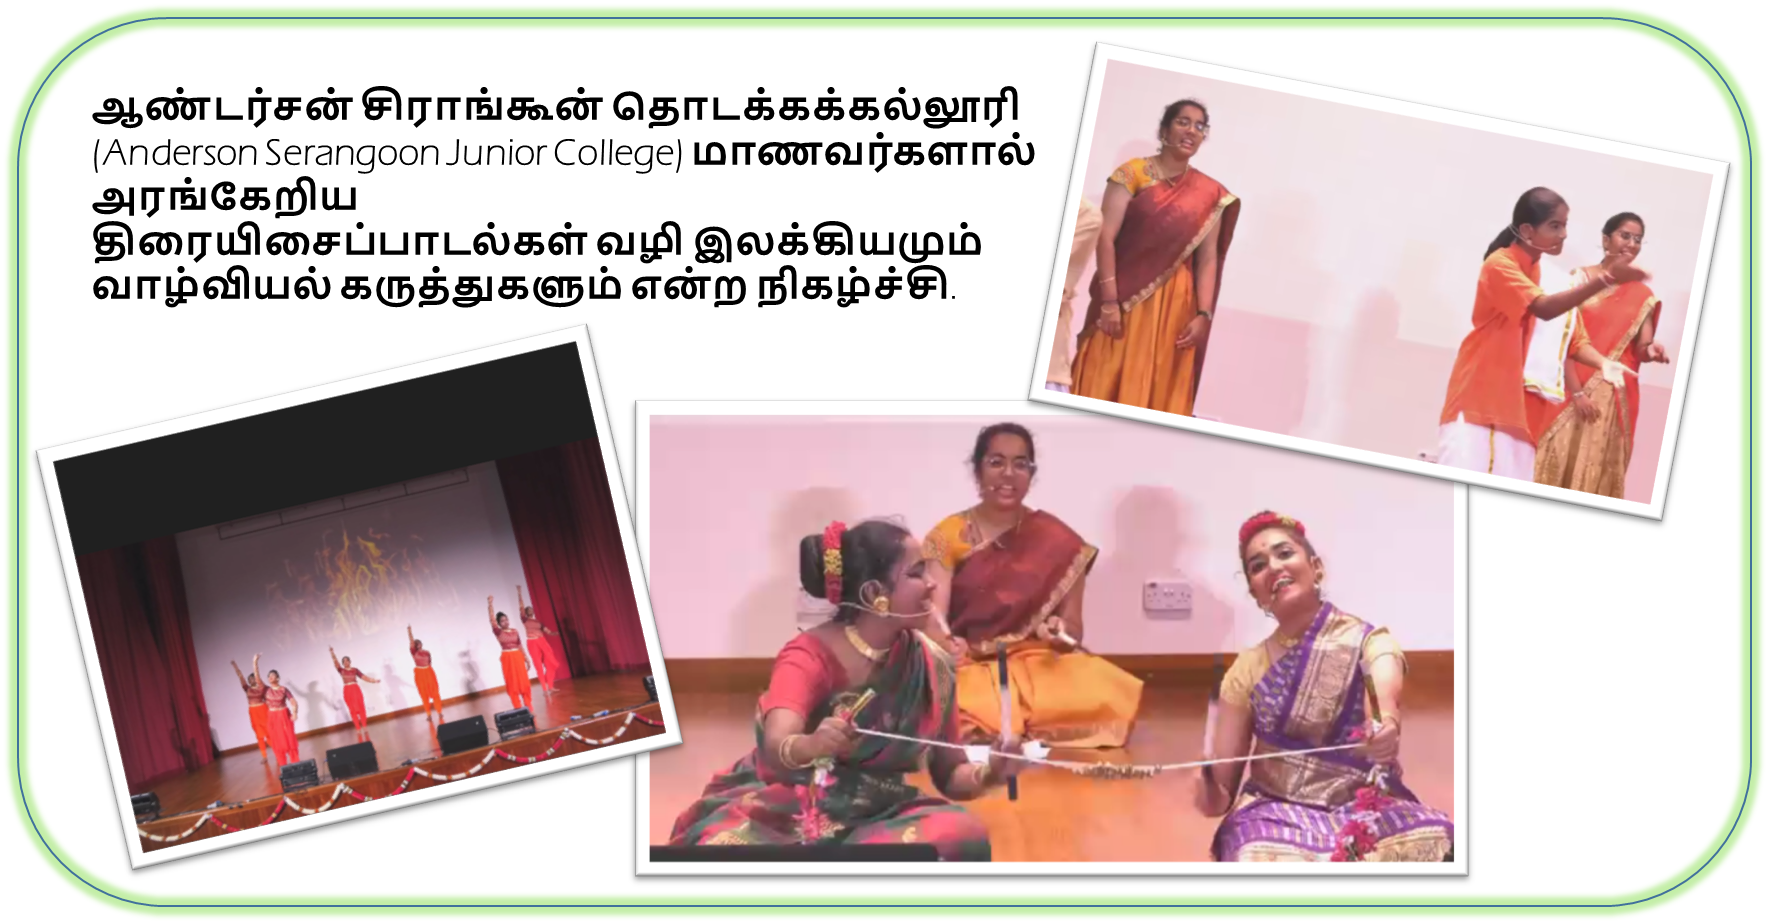 ஆண்டர்சன் சிராங்கூன் தொடக்கக்கல்லூரி
(Anderson Serangoon Junior College) மாணவர்களால்
அரங்கேறிய
திரையிசைப்பாடல்கள் வழி இலக்கியமும்
வாழ்வியல் கருத்துகளும் என்ற நிகழ்ச்சி.